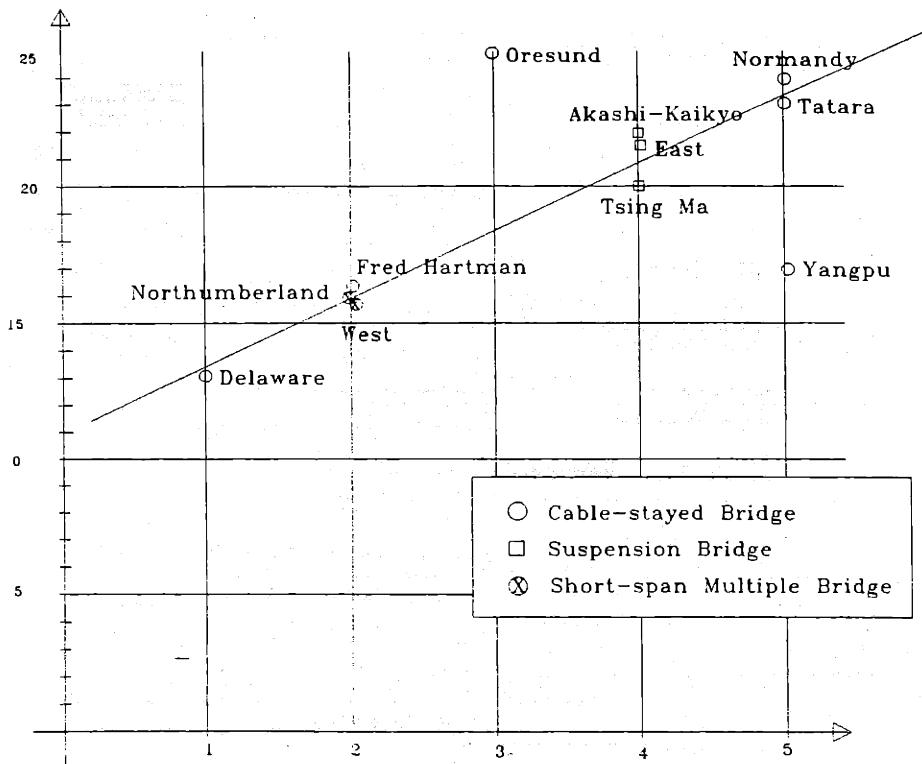 25
Oresund
Normandy
Tatara
Akashi-Kaikyo
East
20
Tsing Ma
Fred Hartman
Yangpu
Northumberland
15
West
Delaware
0
Cable-stayed Bridge
Suspension Bridge
X Short-span Multiple Bridge
5
1 2 3 4 5